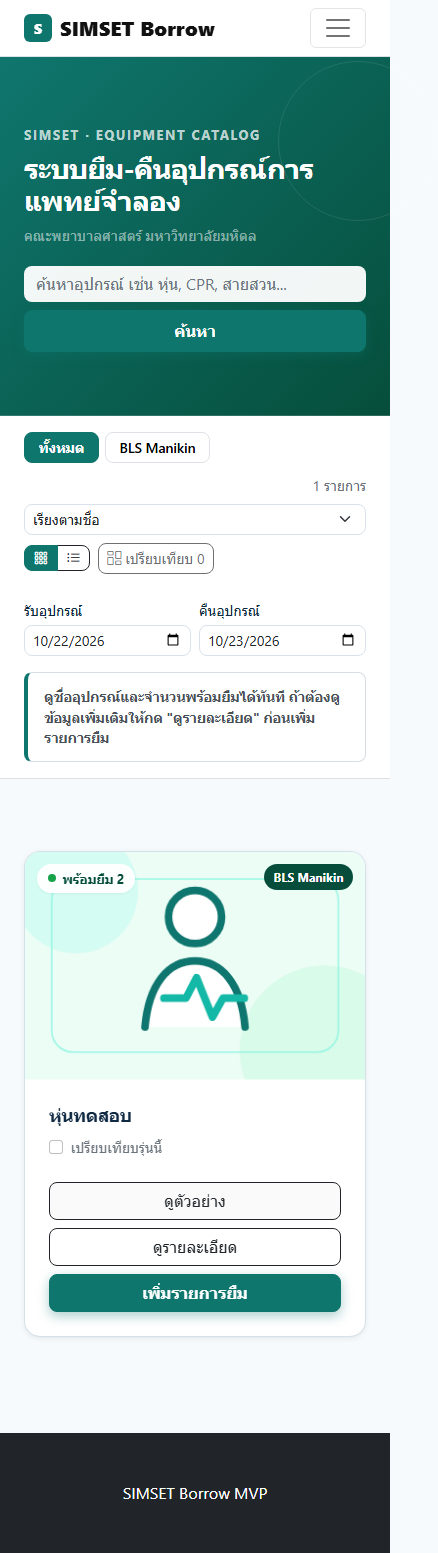 S SIMSET Borrow
SIMSET · EQUIPMENT CATALOG
ระบบยืม-คืนอุปกรณ์การ
แพทย์จำลอง
คณะพยาบาลศาสตร์ มหาวิทยาลัยมหิดล
ค้นหาอุปกรณ์ เช่น หุ่น, CPR, สายสวน...
ค้นหา
ทั้งหมด BLS Manikin
1 รายการ
เรียงตามชื่อ
เปรียบเทียบ 0
รับอุปกรณ์ คืนอุปกรณ์
10/22/2026 10/23/2026
ดูชื่ออุปกรณ์และจำนวนพร้อมยืมได้ทันที ถ้าต้องดู
ข้อมูลเพิ่มเติมให้กด "ดูรายละเอียด" ก่อนเพิ่ม
รายการยืม
พร้อมยืม 2 BLS Manikin
หุ่นทดสอบ
เปรียบเทียบรุ่นนี้
ดูตัวอย่าง
ดูรายละเอียด
เพิ่มรายการยืม
SIMSET Borrow MVP